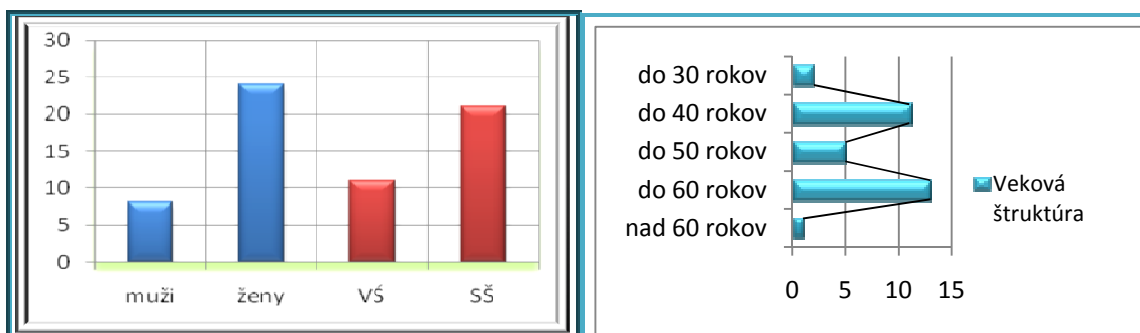 30
25
20
15
10
5
0
muži ženy VŠ SŠ
do 30 rokov
do 40 rokov
do 50 rokov
do 60 rokov
nad 60 rokov
0 5 10 15
Veková
štruktúra